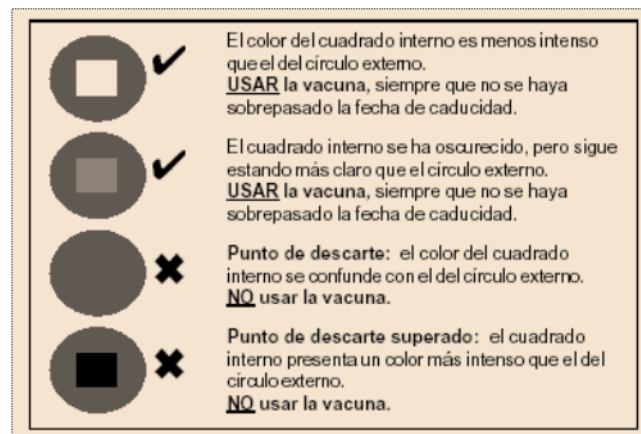 El color del cuadrado interno es menos intenso
que el del círculo externo.
USAR la vacuna, siempre que no se haya
sobrepasado la fecha de caducidad.
El cuadrado interno se ha oscurecido, pero sigue
estando más claro que el círculo externo.
USAR la vacuna, siempre que no se haya
sobrepasado la fecha de caducidad.
Punto de descarte: el color del cuadrado
interno se confunde con el del círculo externo.
NO usar la vacuna.
Punto de descarte superado: el cuadrado
interno presenta un color más intenso que el del
círculo externo.
NO usar la vacuna.